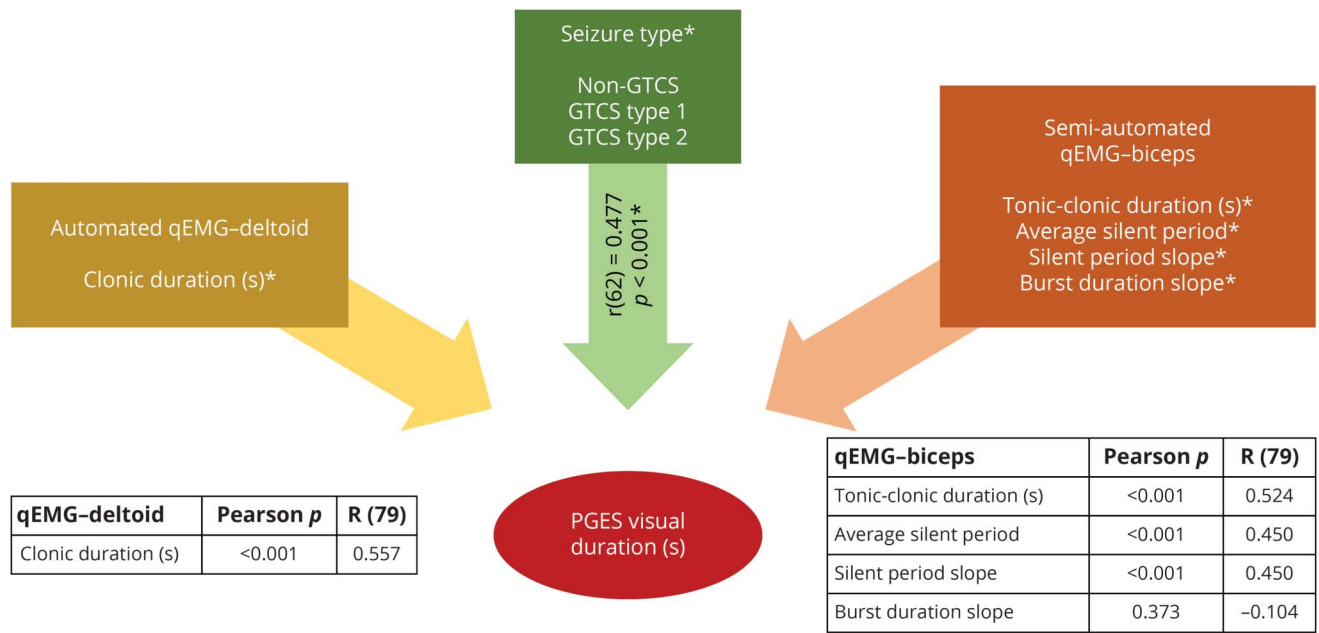 Seizure type*
Non-GTCS
GTCS type 1
GTCS type 2
Automated qEMG–deltoid
Clonic duration (s)*
r(62) = 0.477
p < 0.001*
Semi-automated
qEMG–biceps
Tonic-clonic duration (s)*
Average silent period*
Silent period slope*
Burst duration slope*
qEMG–deltoid Pearson p R (79)
Clonic duration (s) <0.001 0.557
PGES visual
duration (s)
qEMG–biceps Pearson p R (79)
Tonic-clonic duration (s) <0.001 0.524
Average silent period <0.001 0.450
Silent period slope <0.001 0.450
Burst duration slope 0.373 –0.104